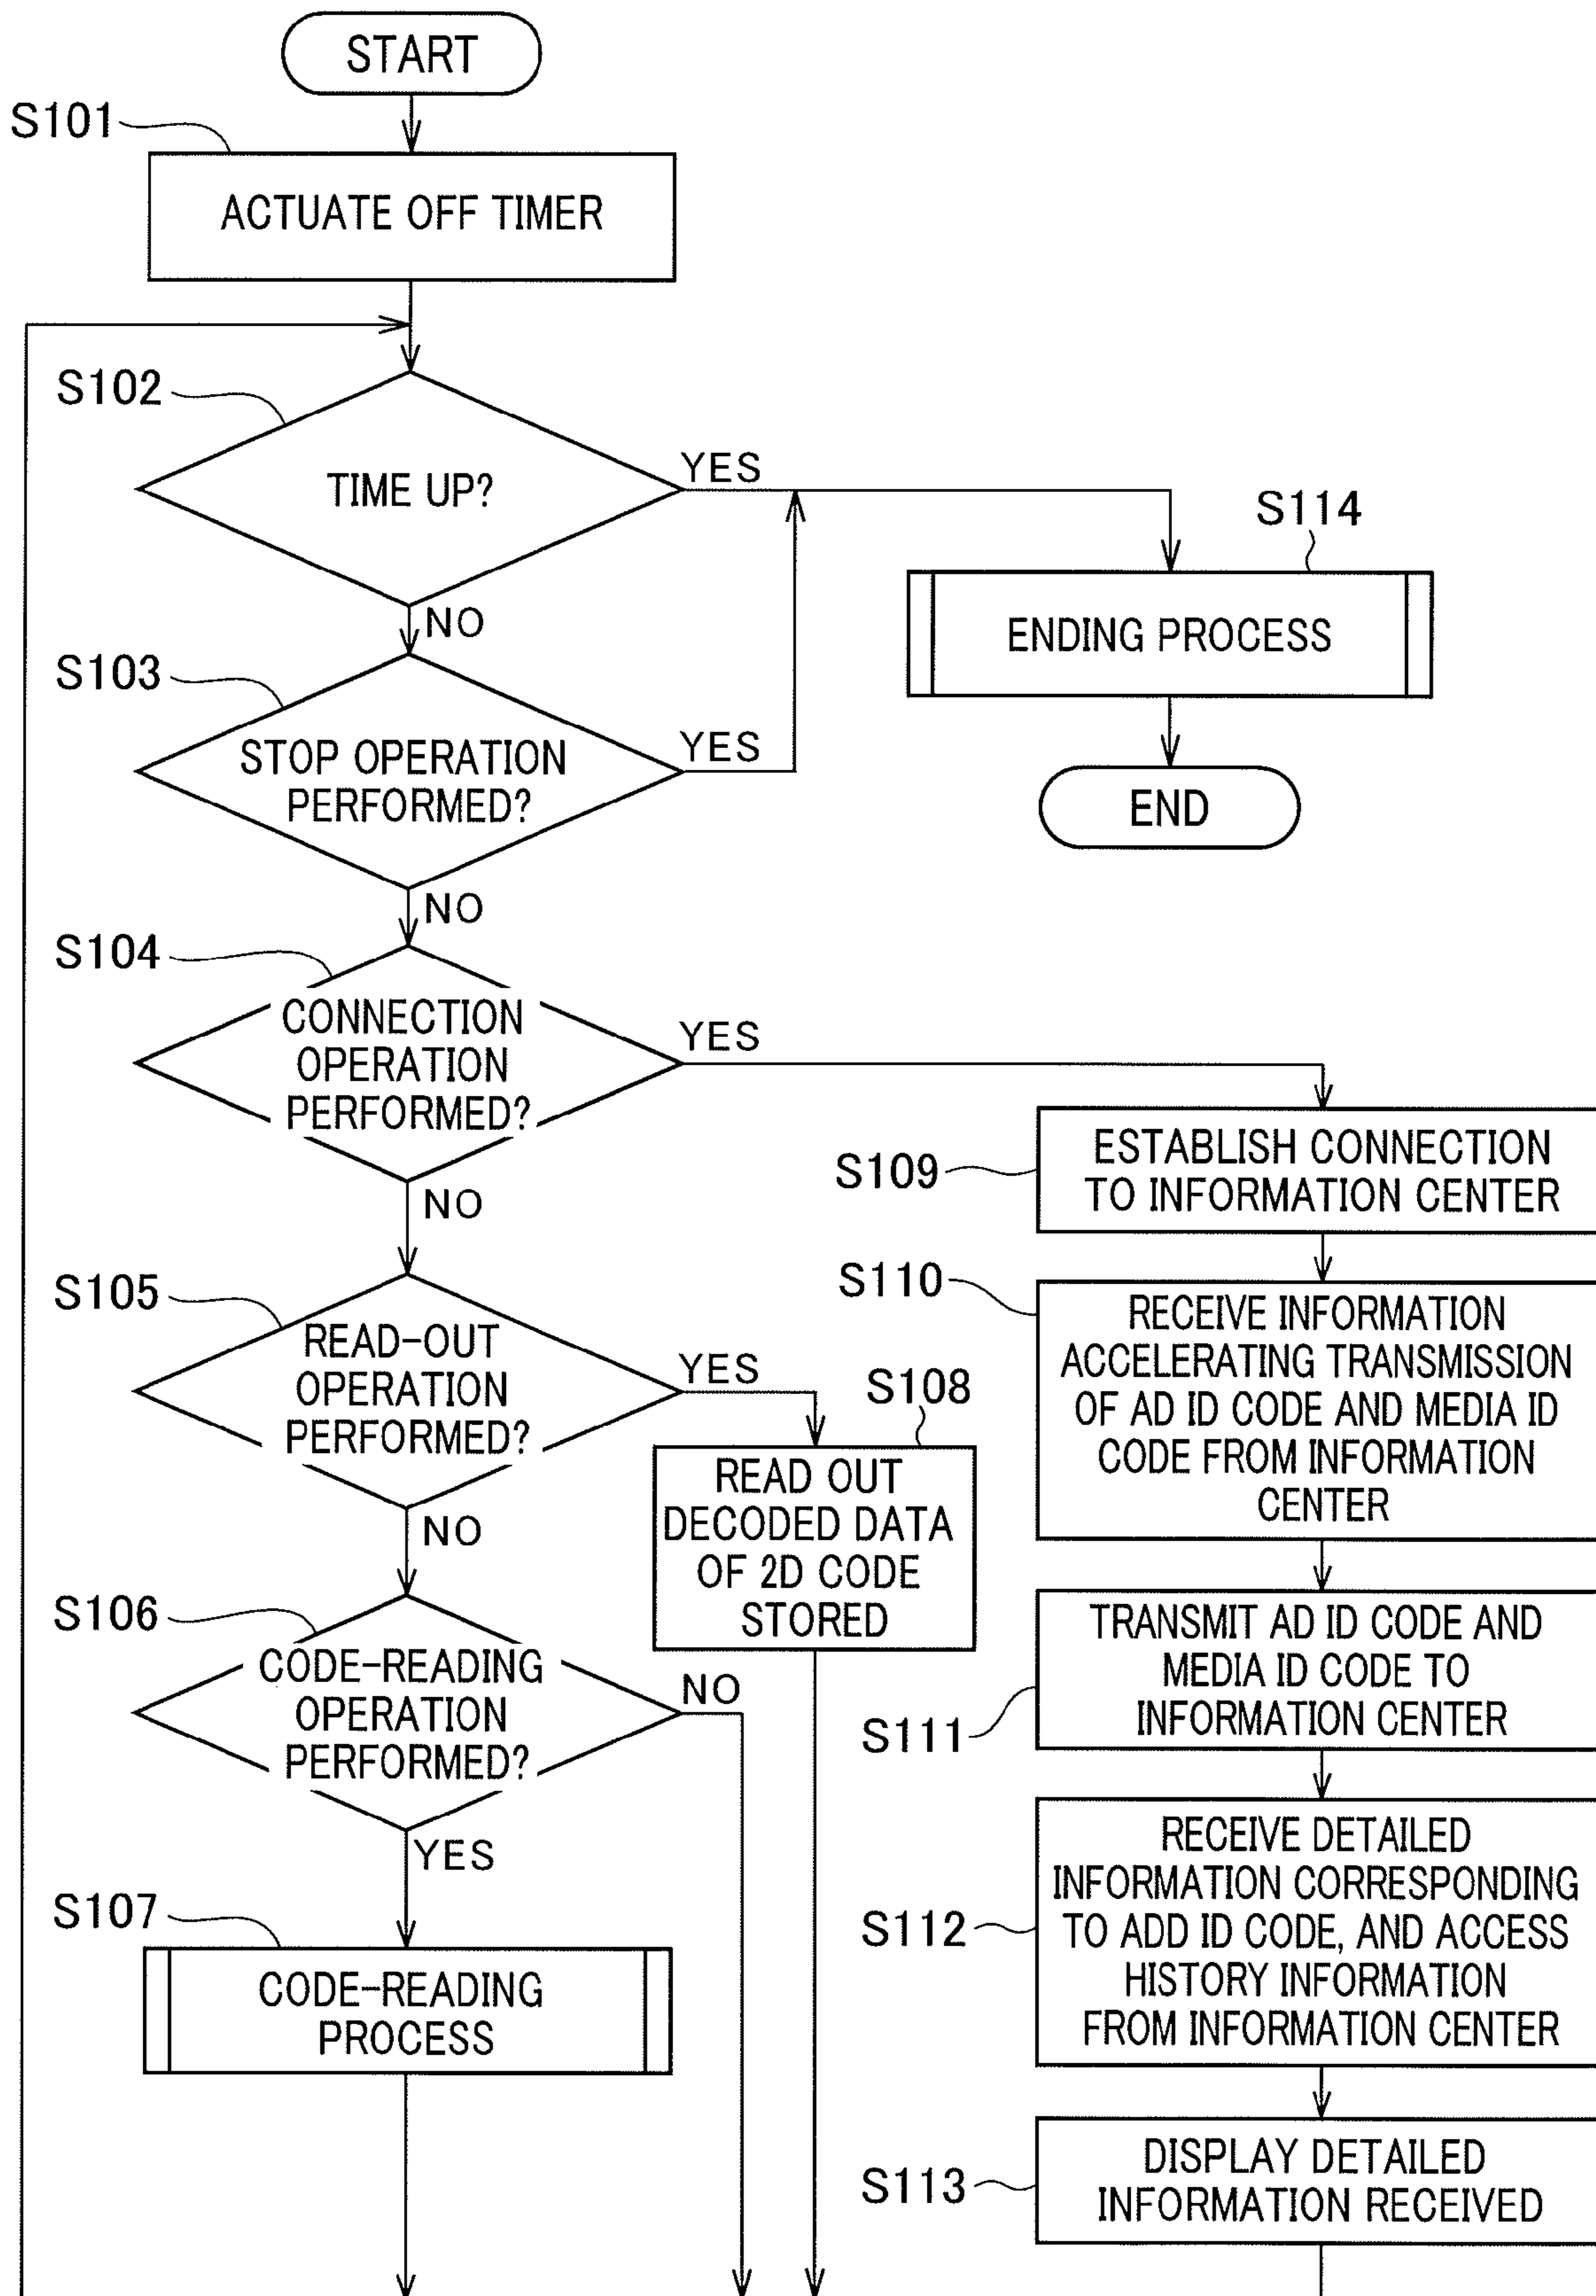 START
S101
ACTUATE OFF TIMER
S102
TIME UP?
YES
NO
S114
ENDING PROCESS
END
S103
STOP OPERATION
PERFORMED?
YES
NO
S104
CONNECTION
OPERATION
PERFORMED?
YES
NO
S109
ESTABLISH CONNECTION
TO INFORMATION CENTER
S110
RECEIVE INFORMATION
ACCELERATING TRANSMISSION
OF AD ID CODE AND MEDIA ID
CODE FROM INFORMATION
CENTER
S105
READ-OUT
OPERATION
PERFORMED?
YES
NO
S108
READ OUT
DECODED DATA
OF 2D CODE
STORED
S106
CODE-READING
OPERATION
PERFORMED?
NO
YES
S111
TRANSMIT AD ID CODE AND
MEDIA ID CODE TO
INFORMATION CENTER
S107
CODE-READING
PROCESS
S112
RECEIVE DETAILED
INFORMATION CORRESPONDING
TO ADD ID CODE, AND ACCESS
HISTORY INFORMATION
FROM INFORMATION CENTER
S113
DISPLAY DETAILED
INFORMATION RECEIVED